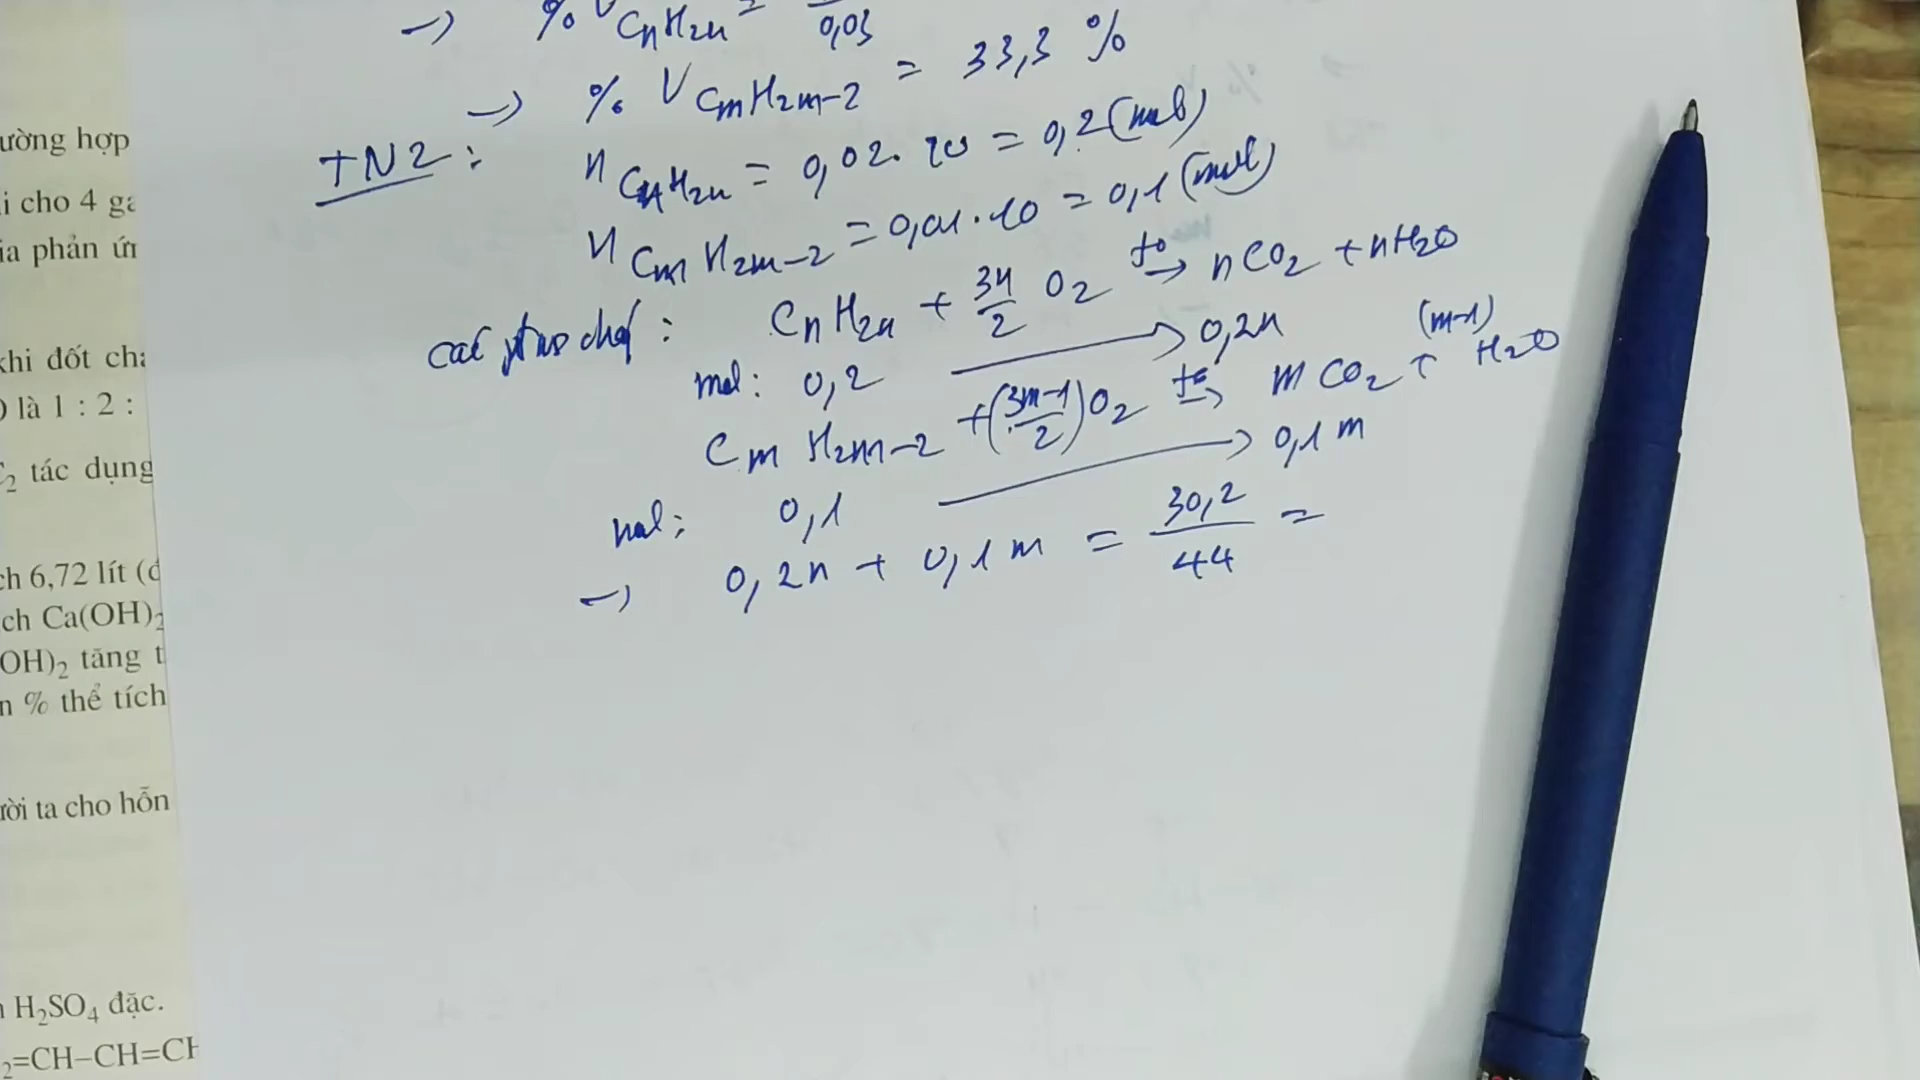 → % V CnH2n = 0,03
→ % V CmH2m-2 = 33,3 %
TN2: n CnH2n = 0,02. 10 = 0,2 (mol)
n CmH2m-2 = 0,01.10 = 0,1 (mol)
CnH2n + 3n/2 O2 t° → nCO2 + nH2O
mol: 0,2 → 0,2n
CmH2m-2 + (3m-1/2)O2 t° → mCO2 + (m-1) H2O
mol: 0,1 → 0,1m
→ 0,2n + 0,1m = 30,2/44 =
ường hợp
i cho 4 ga
ia phản ứn
khi đốt chá
) là 1 : 2 :
2 tác dụng
ch 6,72 lít (đ
ch Ca(OH)2
OH)2 tăng t
n % thể tích
ười ta cho hỗn
H2SO4 đặc.
2=CH–CH=CH